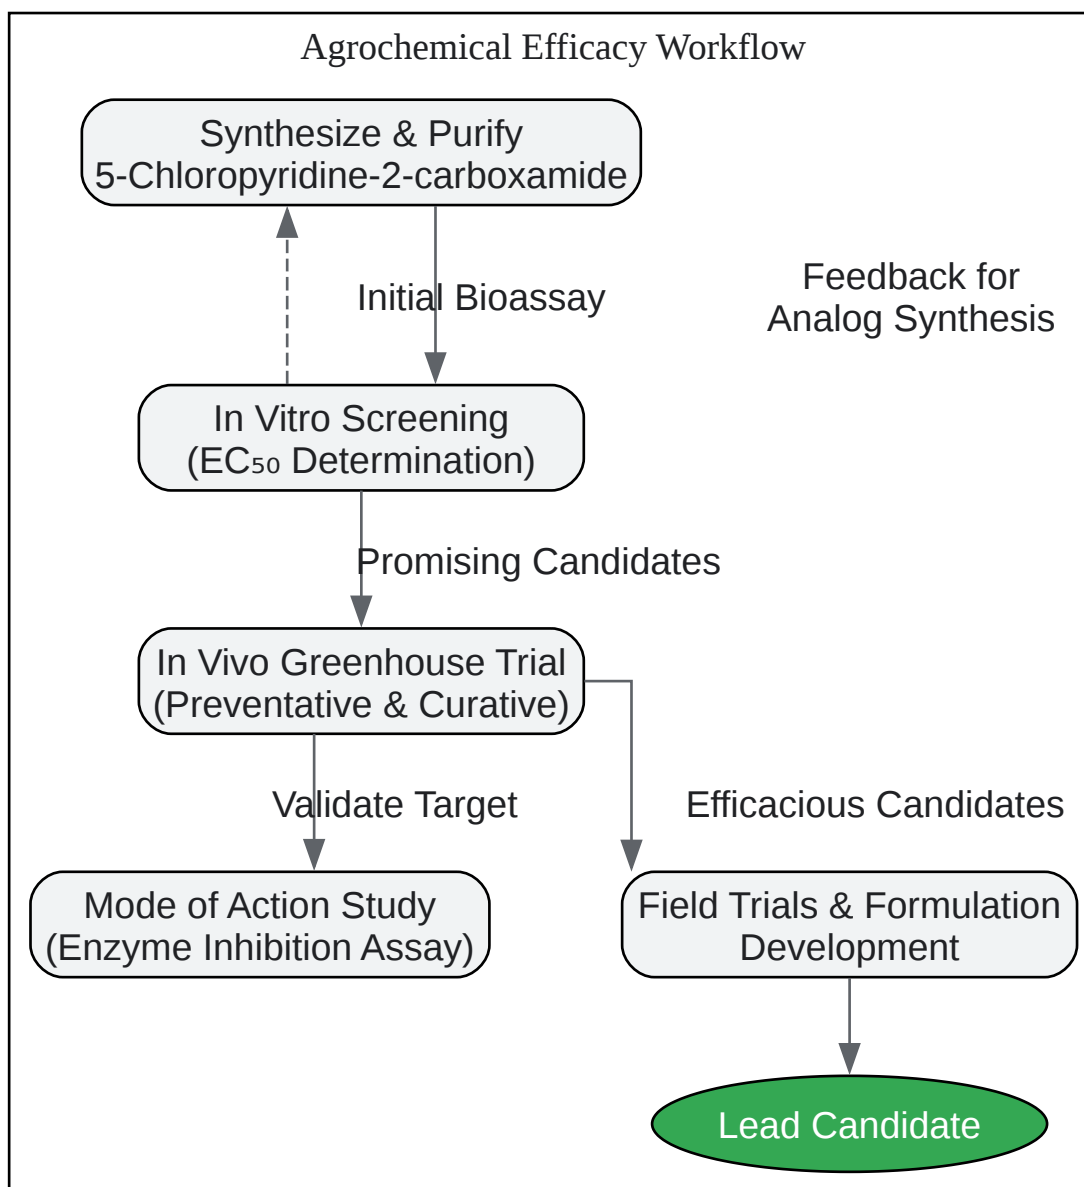 Agrochemical Efficacy Workflow
Synthesize & Purify
5-Chloropyridine-2-carboxamide
Initial Bioassay
Feedback for
Analog Synthesis
In Vitro Screening
(EC₅₀ Determination)
Promising Candidates
In Vivo Greenhouse Trial
(Preventative & Curative)
Validate Target
Efficacious Candidates
Mode of Action Study
(Enzyme Inhibition Assay)
Field Trials & Formulation
Development
Lead Candidate